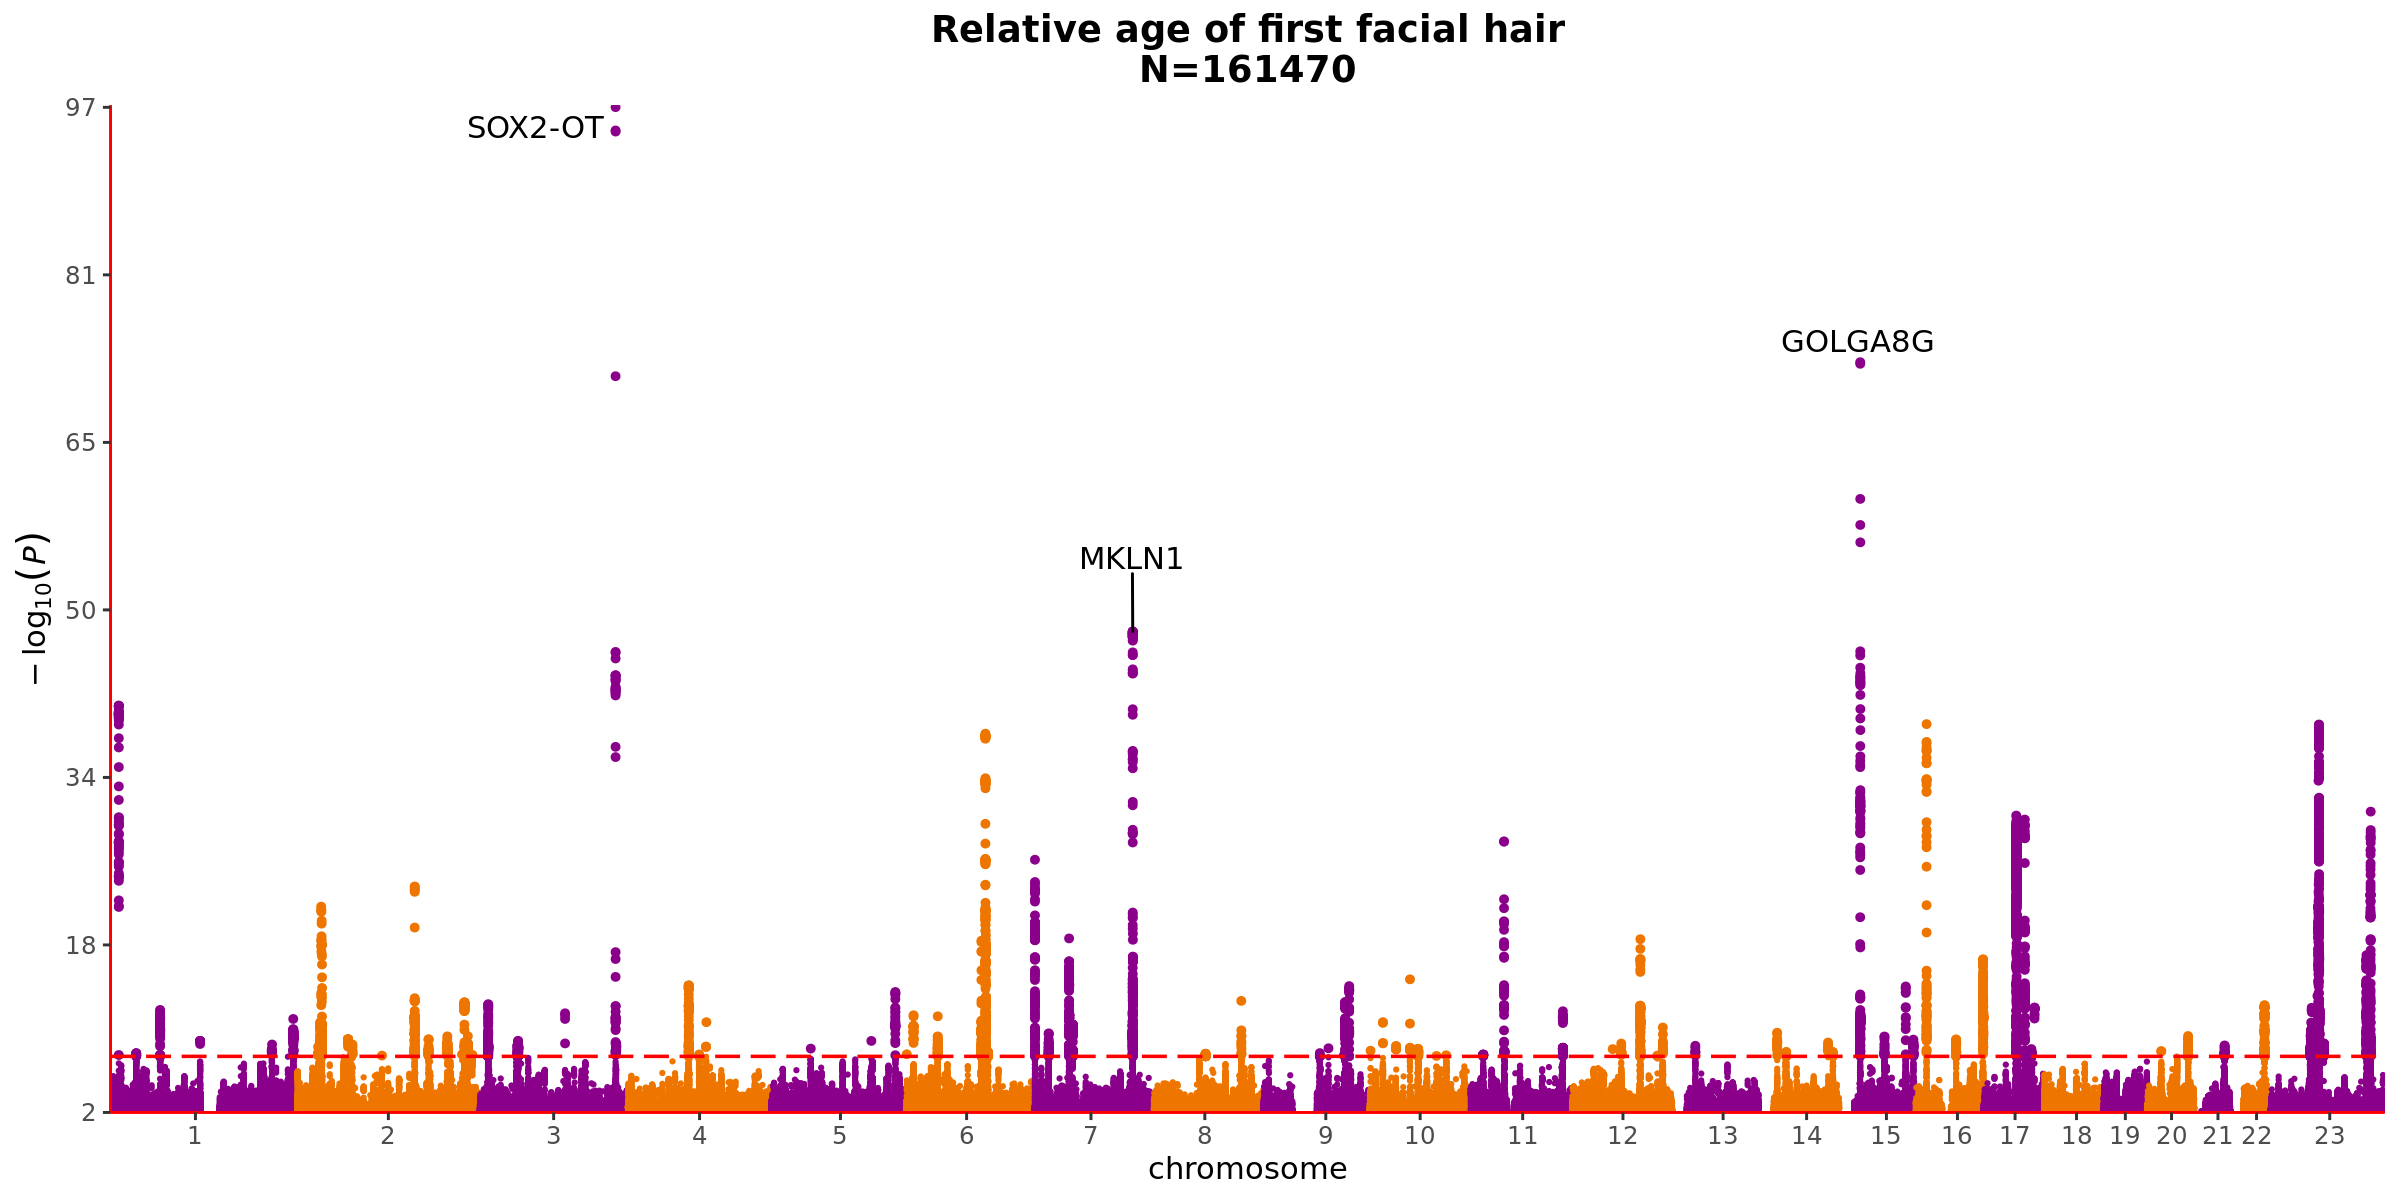 Relative age of first facial hair
N=161470
97
SOX2-OT
81
GOLGA8G
65
MKLN1
50
34
18
2
−log10(P)
1 2 3 4 5 6 7 8 9 10 11 12 13 14 15 16 17 18 19 20 21 22 23
chromosome